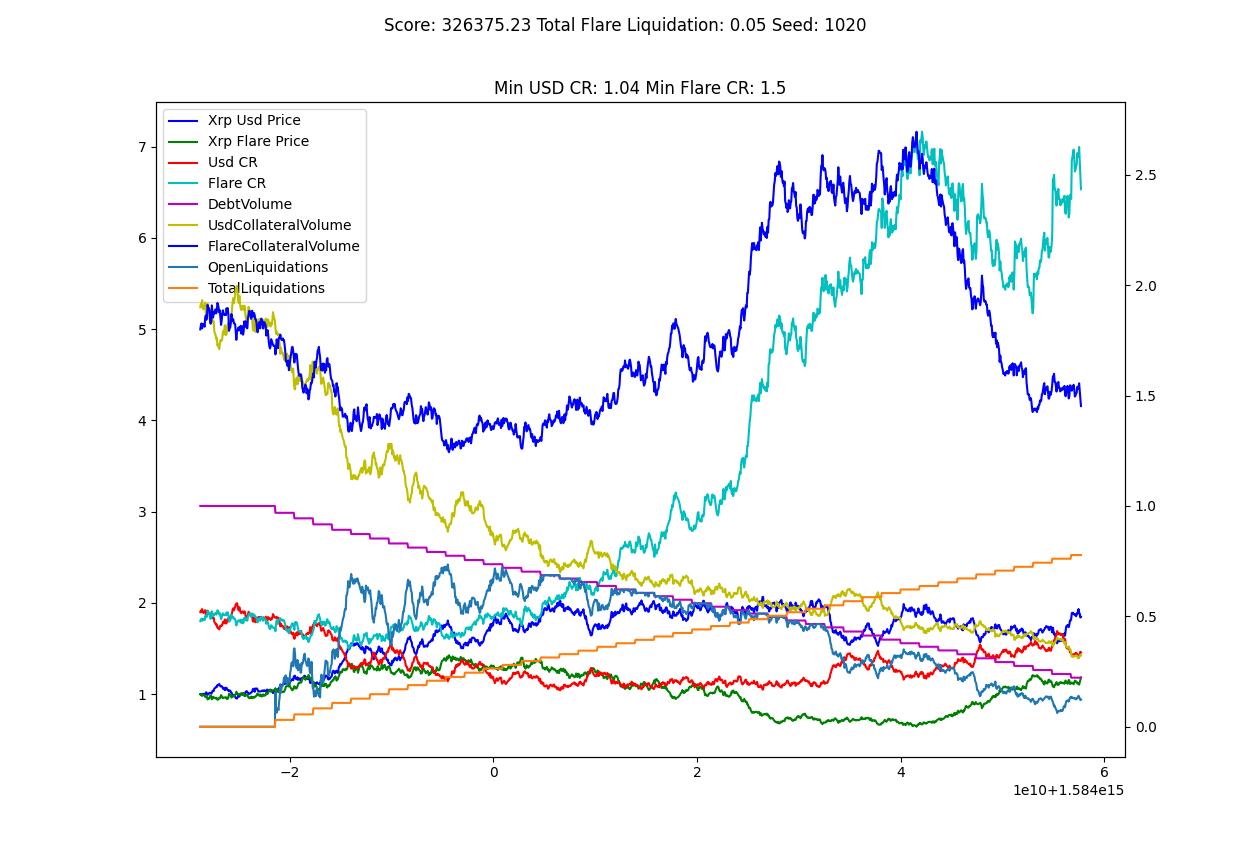 Score: 326375.23 Total Flare Liquidation: 0.05 Seed: 1020
Min USD CR: 1.04 Min Flare CR: 1.5
Xrp Usd Price
Xrp Flare Price
Usd CR
Flare CR
DebtVolume
UsdCollateralVolume
FlareCollateralVolume
OpenLiquidations
TotalLiquidations
7
6
5
4
3
2
1
2.5
2.0
1.5
1.0
0.5
0.0
−2
0
2
4
6
1e10+1.584e15